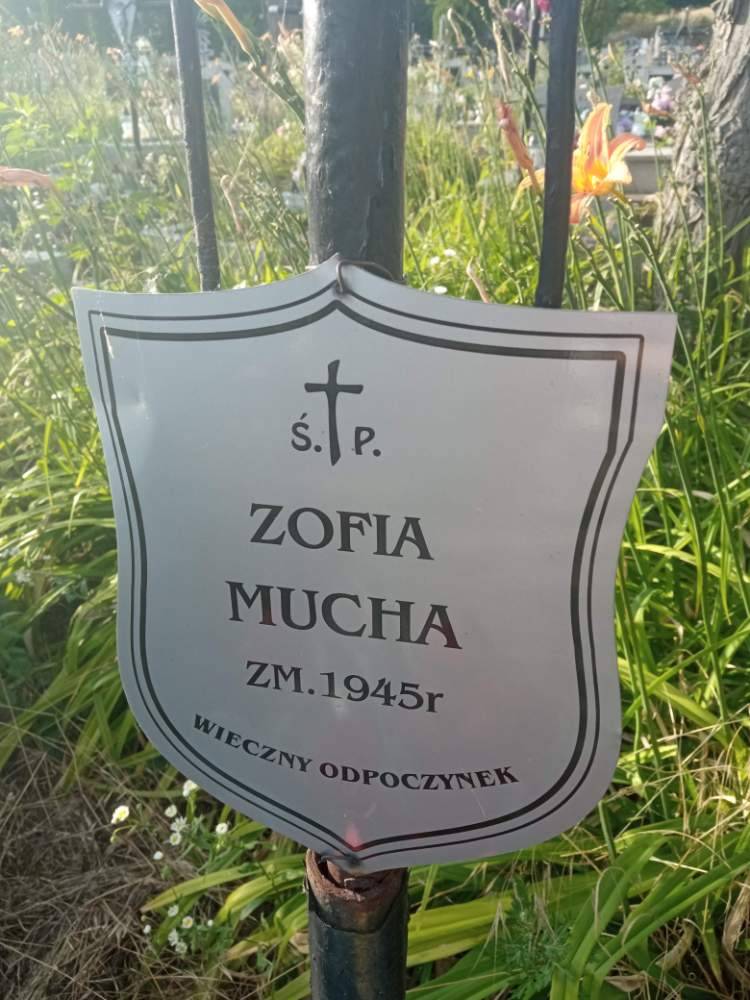 Ś. P.
ZOFIA
MUCHA
ZM. 1945r
WIECZNY ODPOCZYNEK